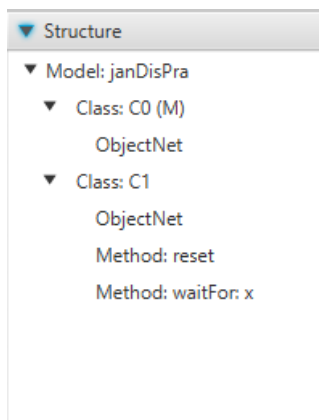 Structure
Model: janDisPra
Class: C0 (M)
ObjectNet
Class: C1
ObjectNet
Method: reset
Method: waitFor: x